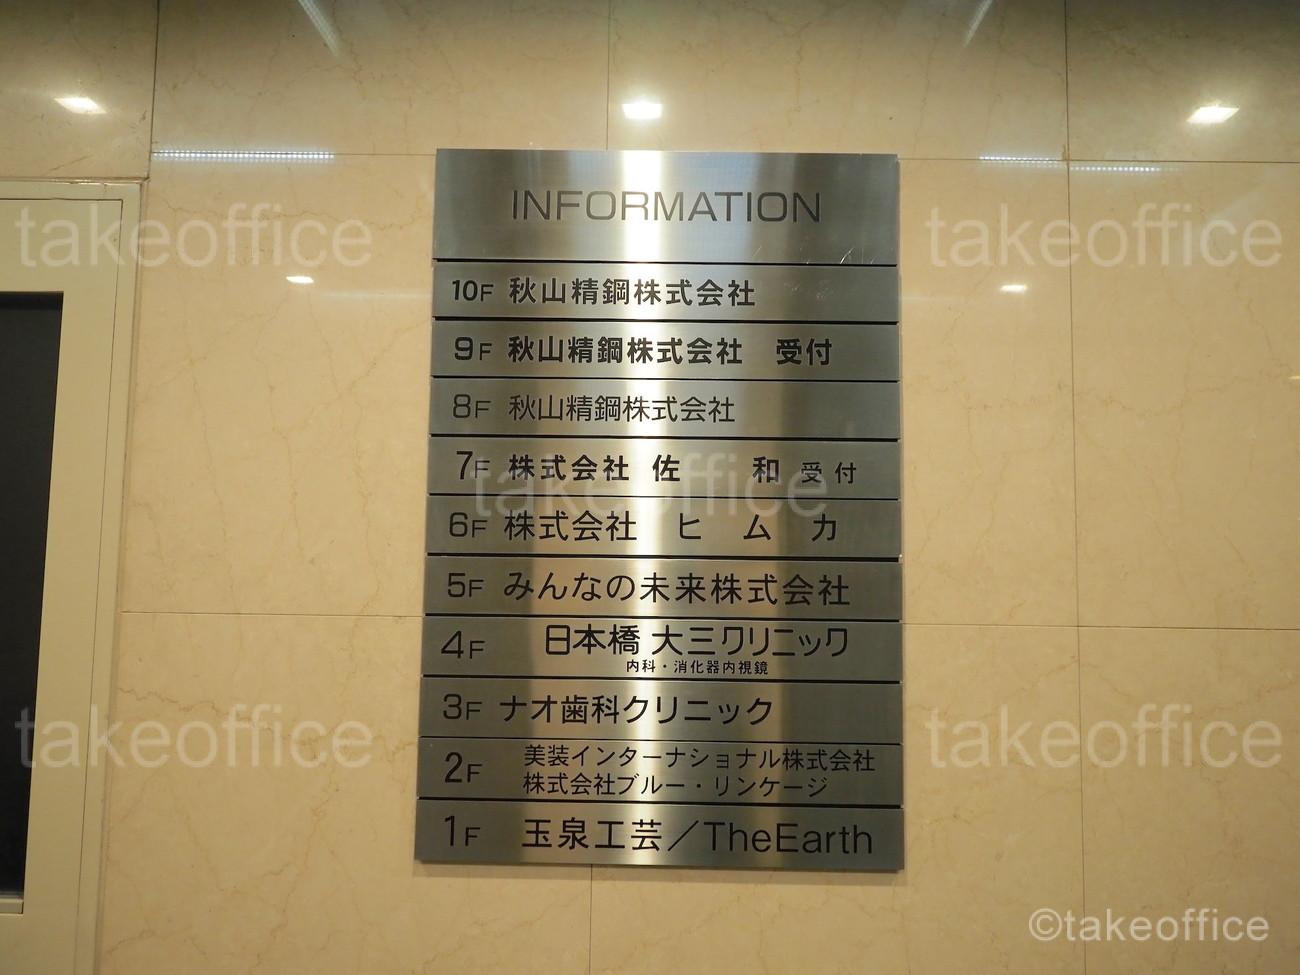 INFORMATION
10F 秋山精鋼株式会社
9F 秋山精鋼株式会社 受付
8F 秋山精鋼株式会社
7F 株式会社 佐 和 受付
6F 株式会社 ヒムカ
5F みんなの未来株式会社
4F 日本橋 大三クリニック
内科・消化器内視鏡
3F ナオ歯科クリニック
2F 美装インターナショナル株式会社
株式会社ブルー・リンケージ
1F 玉泉工芸／TheEarth
takeoffice
takeoffice
takeoffice
takeoffice
takeoffice
©takeoffice